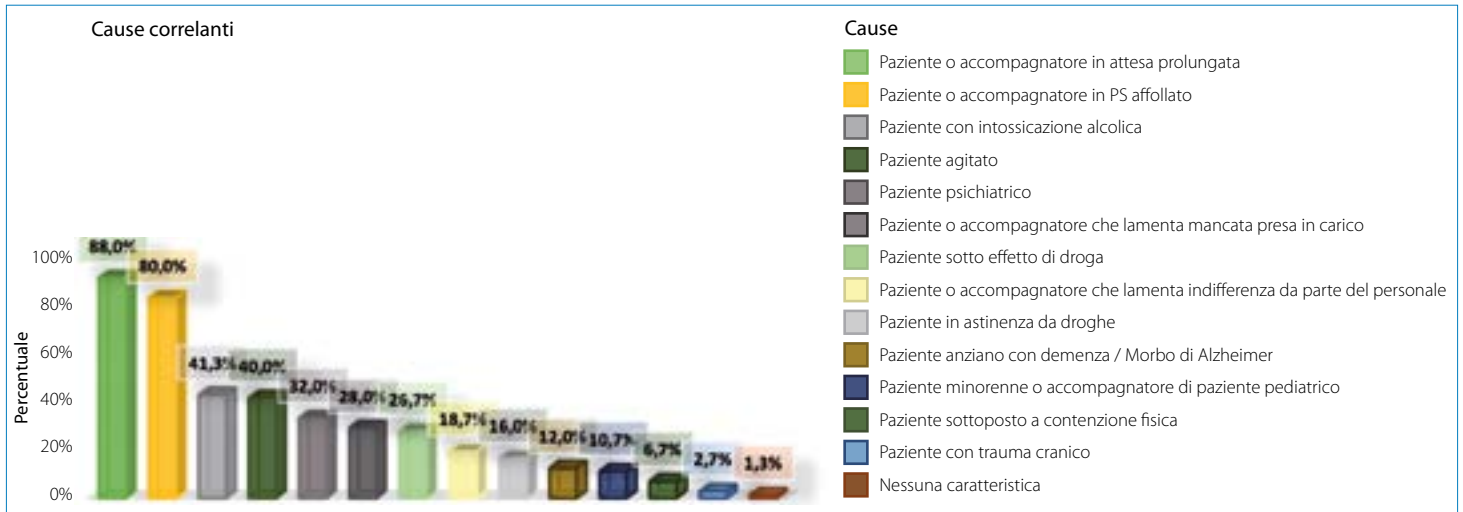 Cause correlanti
Percentuale
100%
80%
60%
40%
20%
0%
88,0%
80,0%
41,3%
40,0%
32,0%
28,0%
26,7%
18,7%
16,0%
12,0%
10,7%
6,7%
2,7%
1,3%
Cause
Paziente o accompagnatore in attesa prolungata
Paziente o accompagnatore in PS affollato
Paziente con intossicazione alcolica
Paziente agitato
Paziente psichiatrico
Paziente o accompagnatore che lamenta mancata presa in carico
Paziente sotto effetto di droga
Paziente o accompagnatore che lamenta indifferenza da parte del personale
Paziente in astinenza da droghe
Paziente anziano con demenza / Morbo di Alzheimer
Paziente minorenne o accompagnatore di paziente pediatrico
Paziente sottoposto a contenzione fisica
Paziente con trauma cranico
Nessuna caratteristica